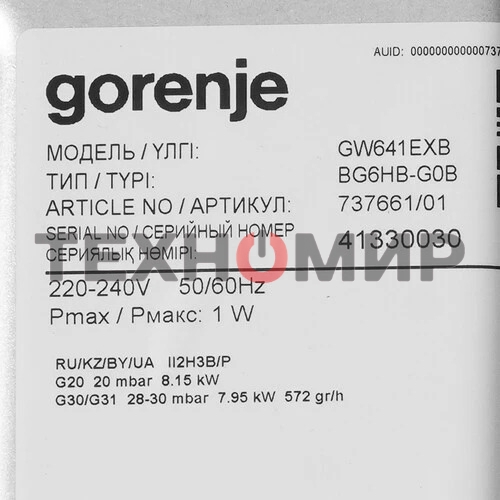 AUID: 000000000000737
gorenje
МОДЕЛЬ / ҮЛГІ: GW641EXB
ТИП / TYPI: BG6HB-G0B
ARTICLE NO / АРТИКУЛ: 737661/01
SERIAL NO / СЕРИЙНЫЙ НОМЕР
СЕРИЯЛЫҚ НӨМІРІ: 41330030
ТЕХНОМИР
220-240V 50/60Hz
Pmax / Рмакс: 1 W
RU/KZ/BY/UA II2H3B/P
G20 20 mbar 8.15 kW
G30/G31 28-30 mbar 7.95 kW 572 gr/h